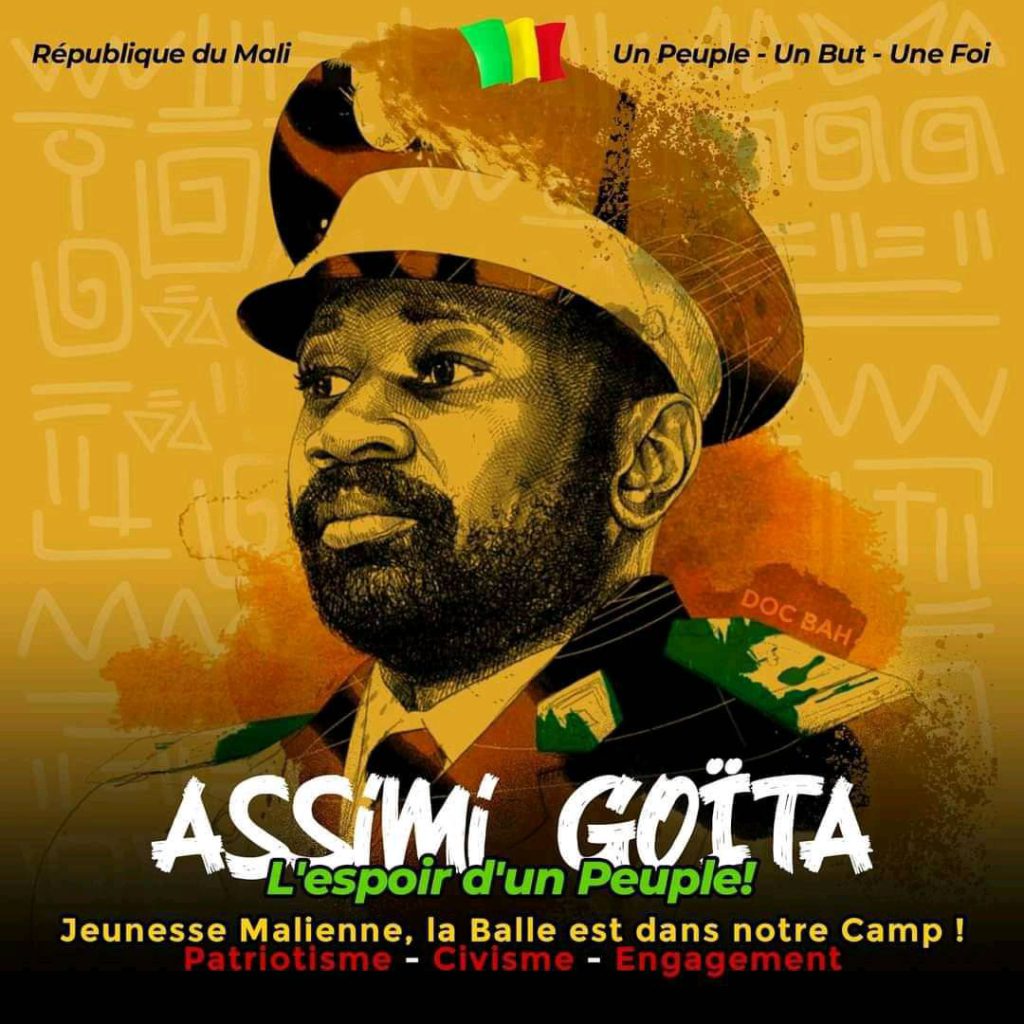 République du Mali
Un Peuple - Un But - Une Foi
DOC BAH
ASSiMi GOÏTA
L'espoir d'un Peuple!
Jeunesse Malienne, la Balle est dans notre Camp !
Patriotisme - Civisme - Engagement